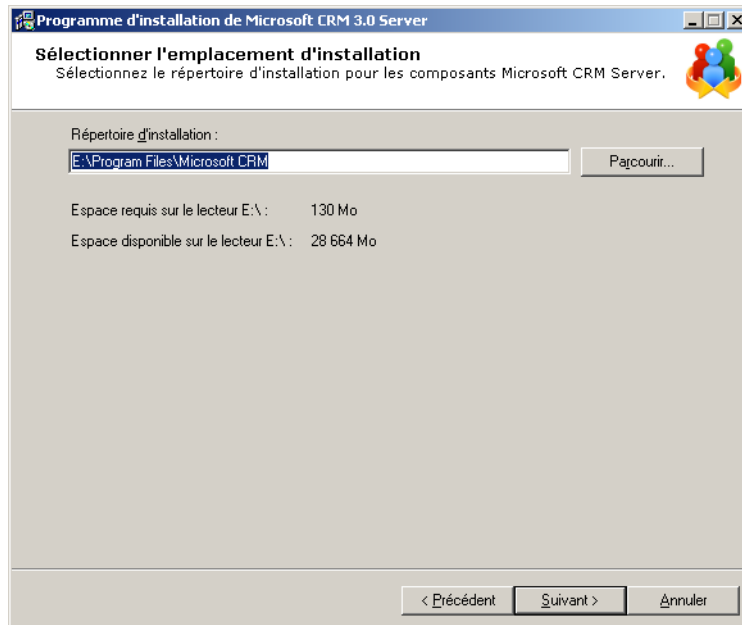 Programme d'installation de Microsoft CRM 3.0 Server
Sélectionner l'emplacement d'installation
Sélectionnez le répertoire d'installation pour les composants Microsoft CRM Server.
Répertoire d'installation :
E:\Program Files\Microsoft CRM
Parcourir...
Espace requis sur le lecteur E:\ : 130 Mo
Espace disponible sur le lecteur E:\ : 28 664 Mo
< Précédent Suivant > Annuler